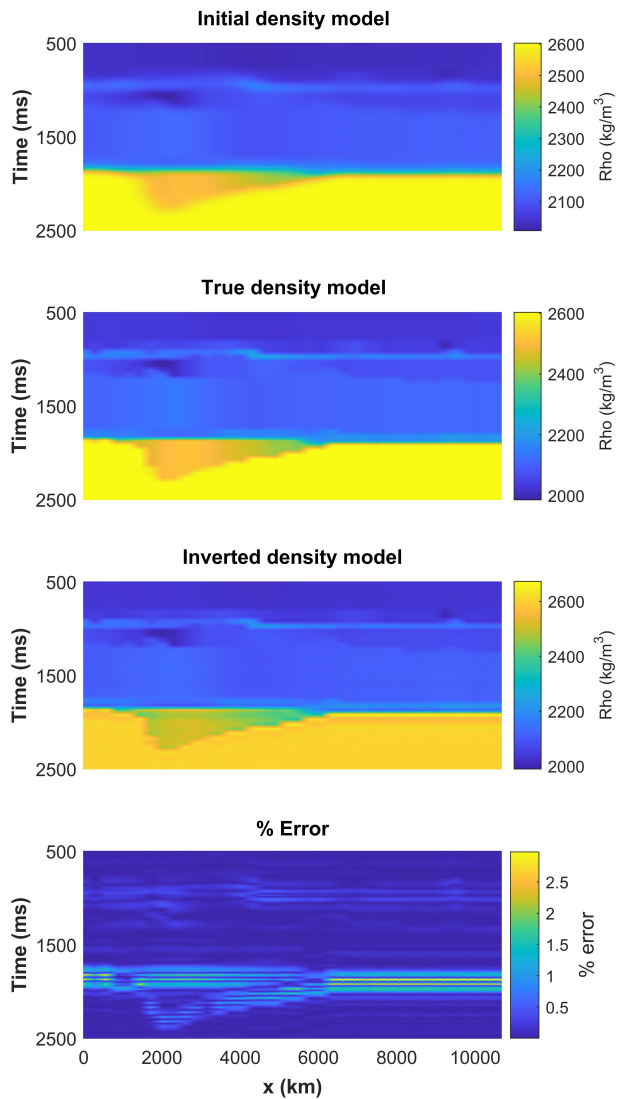 Initial density model
500
1500
2500
Time (ms)
2600
2500
2400
2300
2200
2100
Rho (kg/m³)
True density model
500
1500
2500
Time (ms)
2600
2400
2200
2000
Rho (kg/m³)
Inverted density model
500
1500
2500
Time (ms)
2600
2400
2200
2000
Rho (kg/m³)
% Error
500
1500
2500
Time (ms)
2.5
2
1.5
1
0.5
% error
0 2000 4000 6000 8000 10000
x (km)